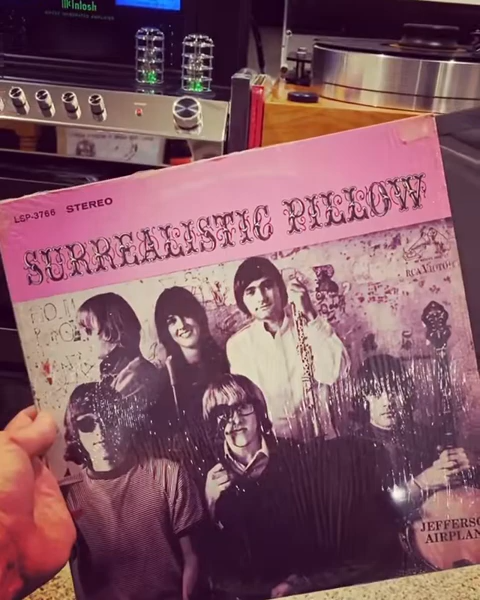 McIntosh
LSP-3766 STEREO
SURREALISTIC PILLOW
RCA VICTOR
JEFFERSO
AIRPLAN